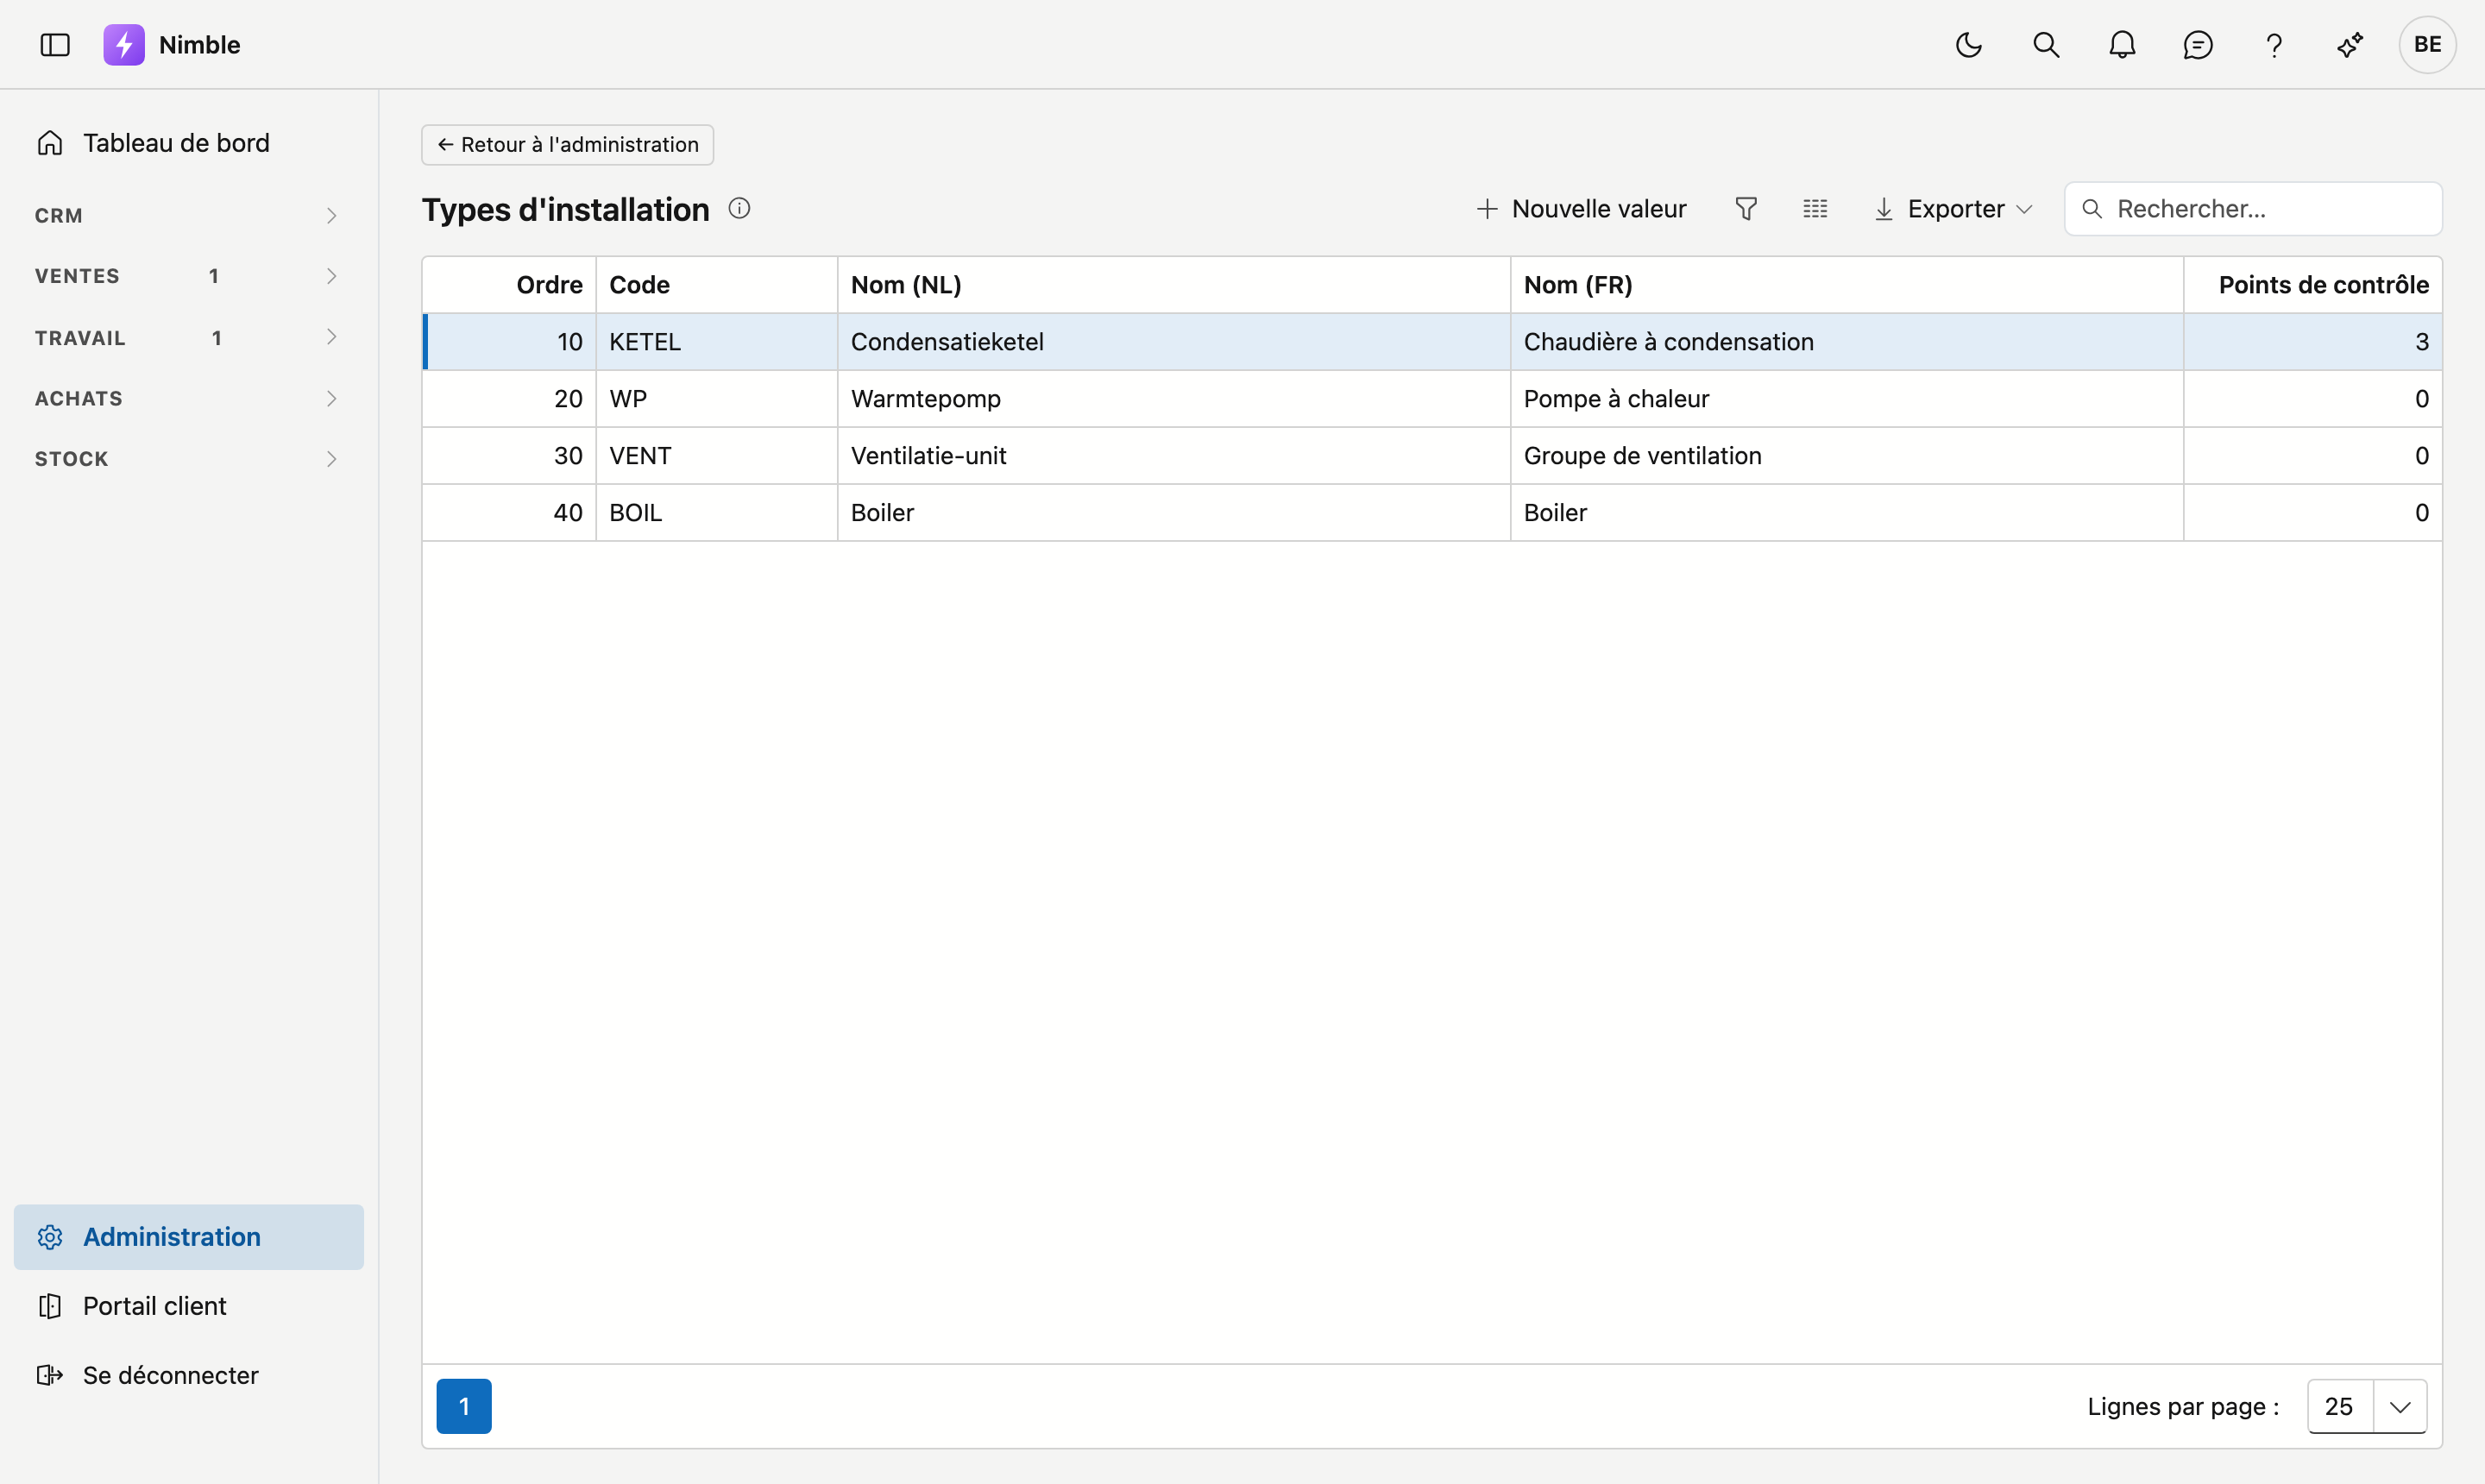 Nimble
BE
Tableau de bord
CRM
VENTES 1
TRAVAIL 1
ACHATS
STOCK
Administration
Portail client
Se déconnecter
← Retour à l'administration
Types d'installation
Nouvelle valeur
Exporter
Rechercher...
Ordre Code Nom (NL) Nom (FR) Points de contrôle
10 KETEL Condensatieketel Chaudière à condensation 3
20 WP Warmtepomp Pompe à chaleur 0
30 VENT Ventilatie-unit Groupe de ventilation 0
40 BOIL Boiler Boiler 0
1
Lignes par page : 25